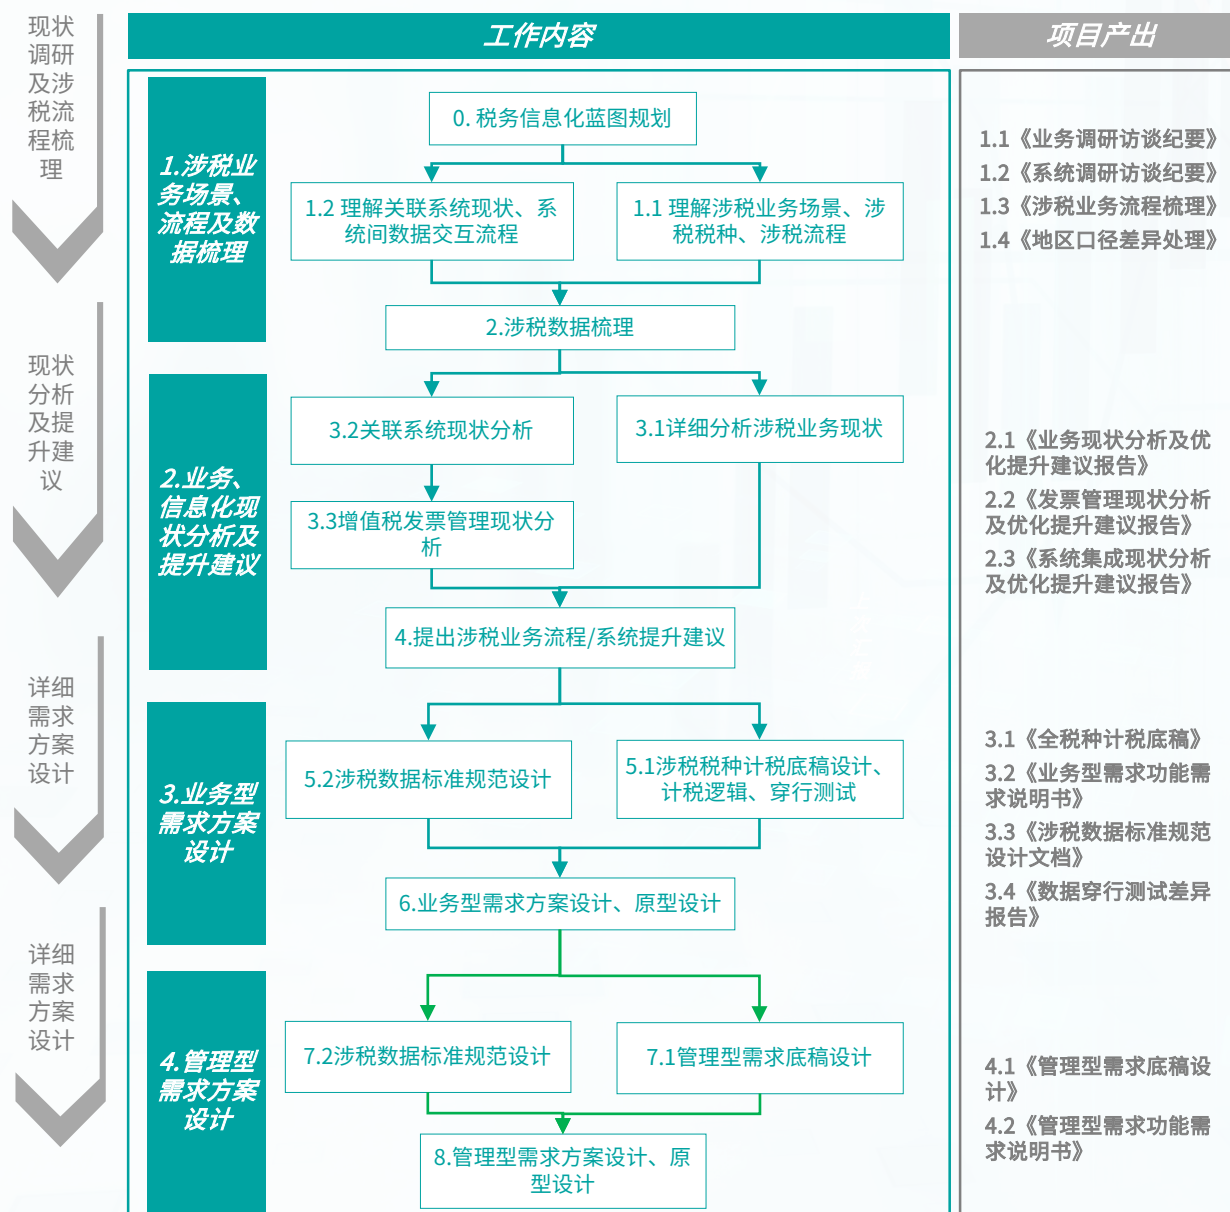 工作内容
项目产出
现状
调研
及涉
税流
程梳
理
1.涉税业
务场景、
流程及数
据梳理
0. 税务信息化蓝图规划
1.2 理解关联系统现状、系
统间数据交互流程
1.1 理解涉税业务场景、涉
税税种、涉税流程
2.涉税数据梳理
1.1《业务调研访谈纪要》
1.2《系统调研访谈纪要》
1.3《涉税业务流程梳理》
1.4《地区口径差异处理》
现状
分析
及提
升建
议
2.业务、
信息化现
状分析及
提升建议
3.2关联系统现状分析
3.1详细分析涉税业务现状
3.3增值税发票管理现状分
析
4.提出涉税业务流程/系统提升建议
2.1《业务现状分析及优
化提升建议报告》
2.2《发票管理现状分析
及优化提升建议报告》
2.3《系统集成现状分析
及优化提升建议报告》
详细
需求
方案
设计
3.业务型
需求方案
设计
5.2涉税数据标准规范设计
5.1涉税税种计税底稿设计、
计税逻辑、穿行测试
6.业务型需求方案设计、原型设计
3.1《全税种计税底稿》
3.2《业务型需求功能需
求说明书》
3.3《涉税数据标准规范
设计文档》
3.4《数据穿行测试差异
报告》
详细
需求
方案
设计
4.管理型
需求方案
设计
7.2涉税数据标准规范设计
7.1管理型需求底稿设计
8.管理型需求方案设计、原
型设计
4.1《管理型需求底稿设
计》
4.2《管理型需求功能需
求说明书》